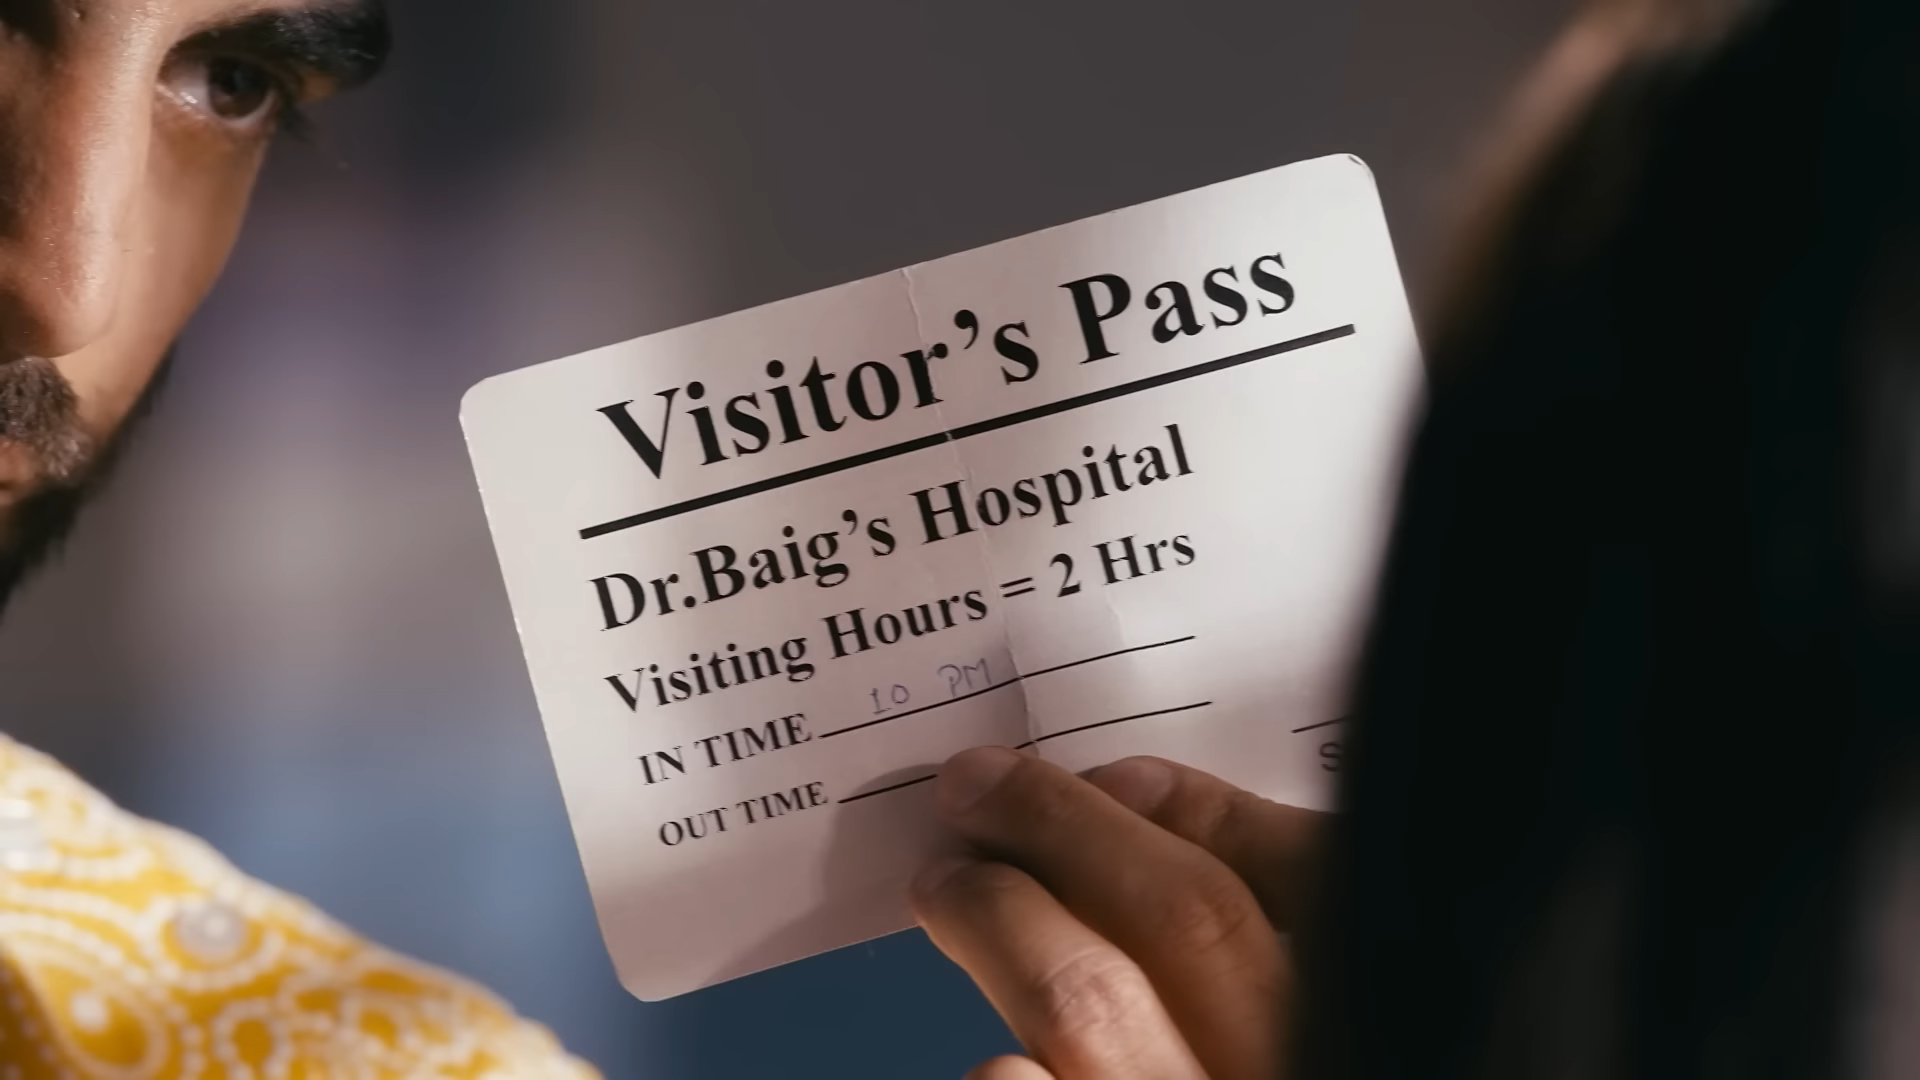 Visitor's Pass
Dr.Baig's Hospital
Visiting Hours = 2 Hrs
IN TIME 10 PM
OUT TIME